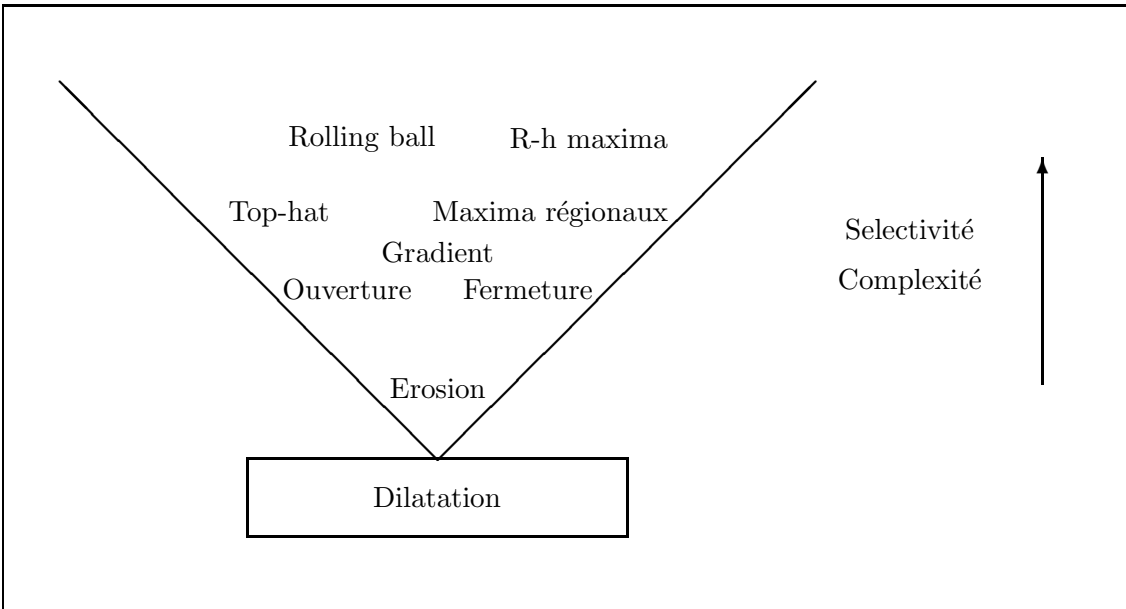 Rolling ball R-h maxima
Top-hat Maxima régionaux
Selectivité
Gradient
Complexité
Ouverture Fermeture
Erosion
Dilatation